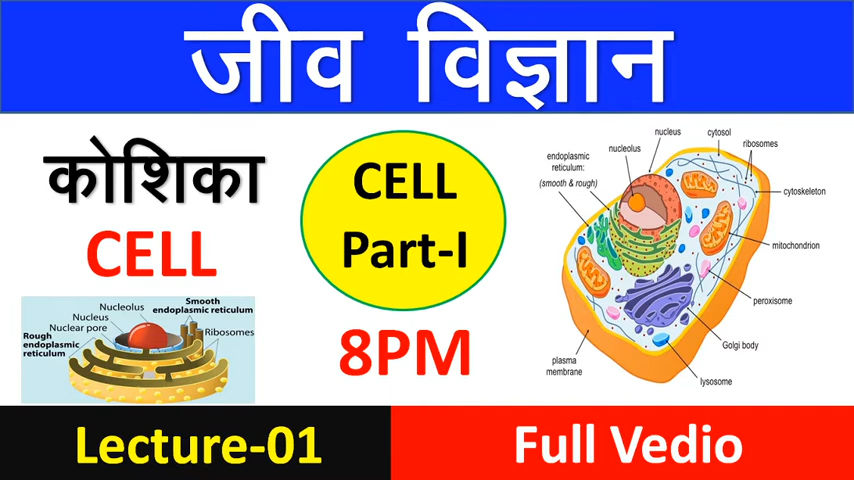 जीव विज्ञान
कोशिका
CELL
CELL
Part-I
8PM
Nucleolus
Nucleus
Nuclear pore
Rough
endoplasmic
reticulum
Smooth
endoplasmic reticulum
Ribosomes
nucleus
nucleolus
cytosol
ribosomes
endoplasmic
reticulum:
(smooth & rough)
cytoskeleton
mitochondrion
peroxisome
Golgi body
lysosome
plasma
membrane
Lecture-01
Full Vedio